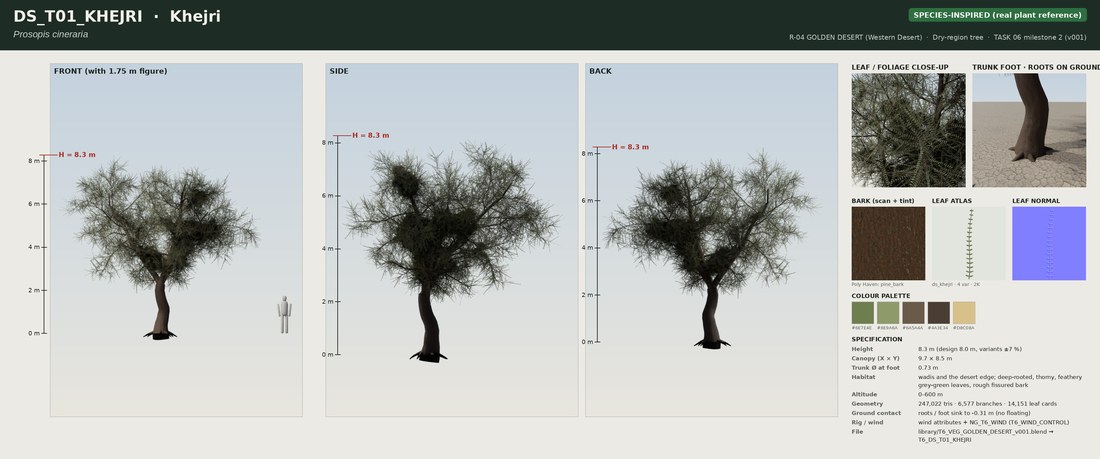 DS_T01_KHEJRI · Khejri
Prosopis cineraria
SPECIES-INSPIRED (real plant reference)
R-04 GOLDEN DESERT (Western Desert) · Dry-region tree · TASK 06 milestone 2 (v001)
FRONT (with 1.75 m figure)
H = 8.3 m
8 m
6 m
4 m
2 m
0 m
SIDE
H = 8.3 m
8 m
6 m
4 m
2 m
0 m
BACK
H = 8.3 m
8 m
6 m
4 m
2 m
0 m
LEAF / FOLIAGE CLOSE-UP
TRUNK FOOT · ROOTS ON GROUND
BARK (scan + tint)
LEAF ATLAS
LEAF NORMAL
Poly Haven: pine_bark
ds_khejri · 4 var · 2K
COLOUR PALETTE
#4A3E34
SPECIFICATION
Height 8.3 m (design 8.0 m, variants ±7 %)
Canopy (X × Y) 9.7 × 8.5 m
Trunk Ø at foot 0.73 m
Habitat wadis and the desert edge; deep-rooted, thorny, feathery
grey-green leaves, rough fissured bark
Altitude 0–600 m
Geometry 247,022 tris · 6,577 branches · 14,151 leaf cards
Ground contact roots / foot sink to -0.31 m (no floating)
Rig / wind wind attributes + NG_T6_WIND (T6_WIND_CONTROL)
File library/T6_VEG_GOLDEN_DESERT_v001.blend →
T6_DS_T01_KHEJRI